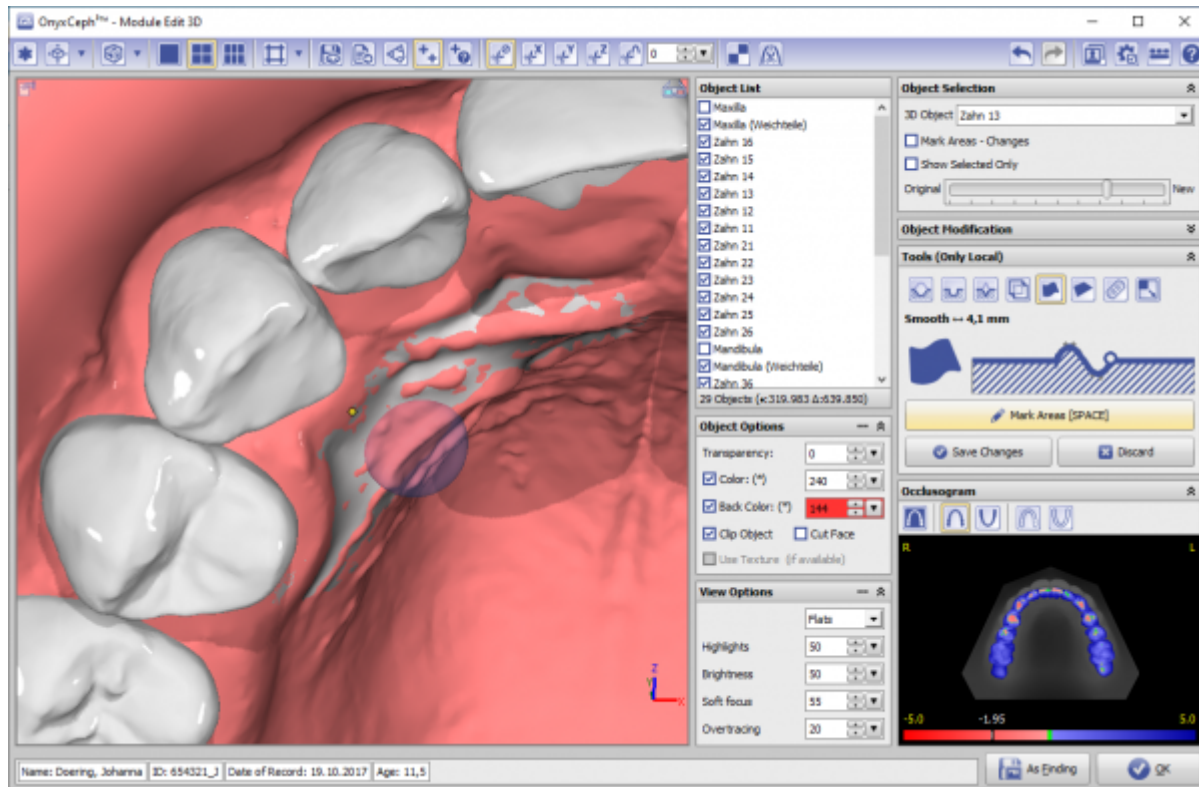 OnyxCeph³™ - Module Edit 3D
0
Object List
Maxilla
Maxilla (Weichteile)
Zahn 16
Zahn 15
Zahn 14
Zahn 13
Zahn 12
Zahn 11
Zahn 21
Zahn 22
Zahn 23
Zahn 24
Zahn 25
Zahn 26
Mandibula
Mandibula (Weichteile)
Zahn 36
29 Objects (•:319.983 Δ:639.850)
Object Options
Transparency: 0
Color: (*) 240
Back Color: (*) 144
Clip Object Cut Face
Use Texture (if available)
View Options
Flats
Highlights 50
Brightness 50
Soft focus 55
Overtracing 20
Object Selection
3D Object Zahn 13
Mark Areas - Changes
Show Selected Only
Original New
Object Modification
Tools (Only Local)
Smooth ↔ 4,1 mm
Mark Areas (SPACE)
Save Changes Discard
Occlusogram
R L
-5.0 -1.95 5.0
Z
Y
X
Name: Doering, Johanna ID: 654321_J Date of Record: 19.10.2017 Age: 11,5
As Finding OK